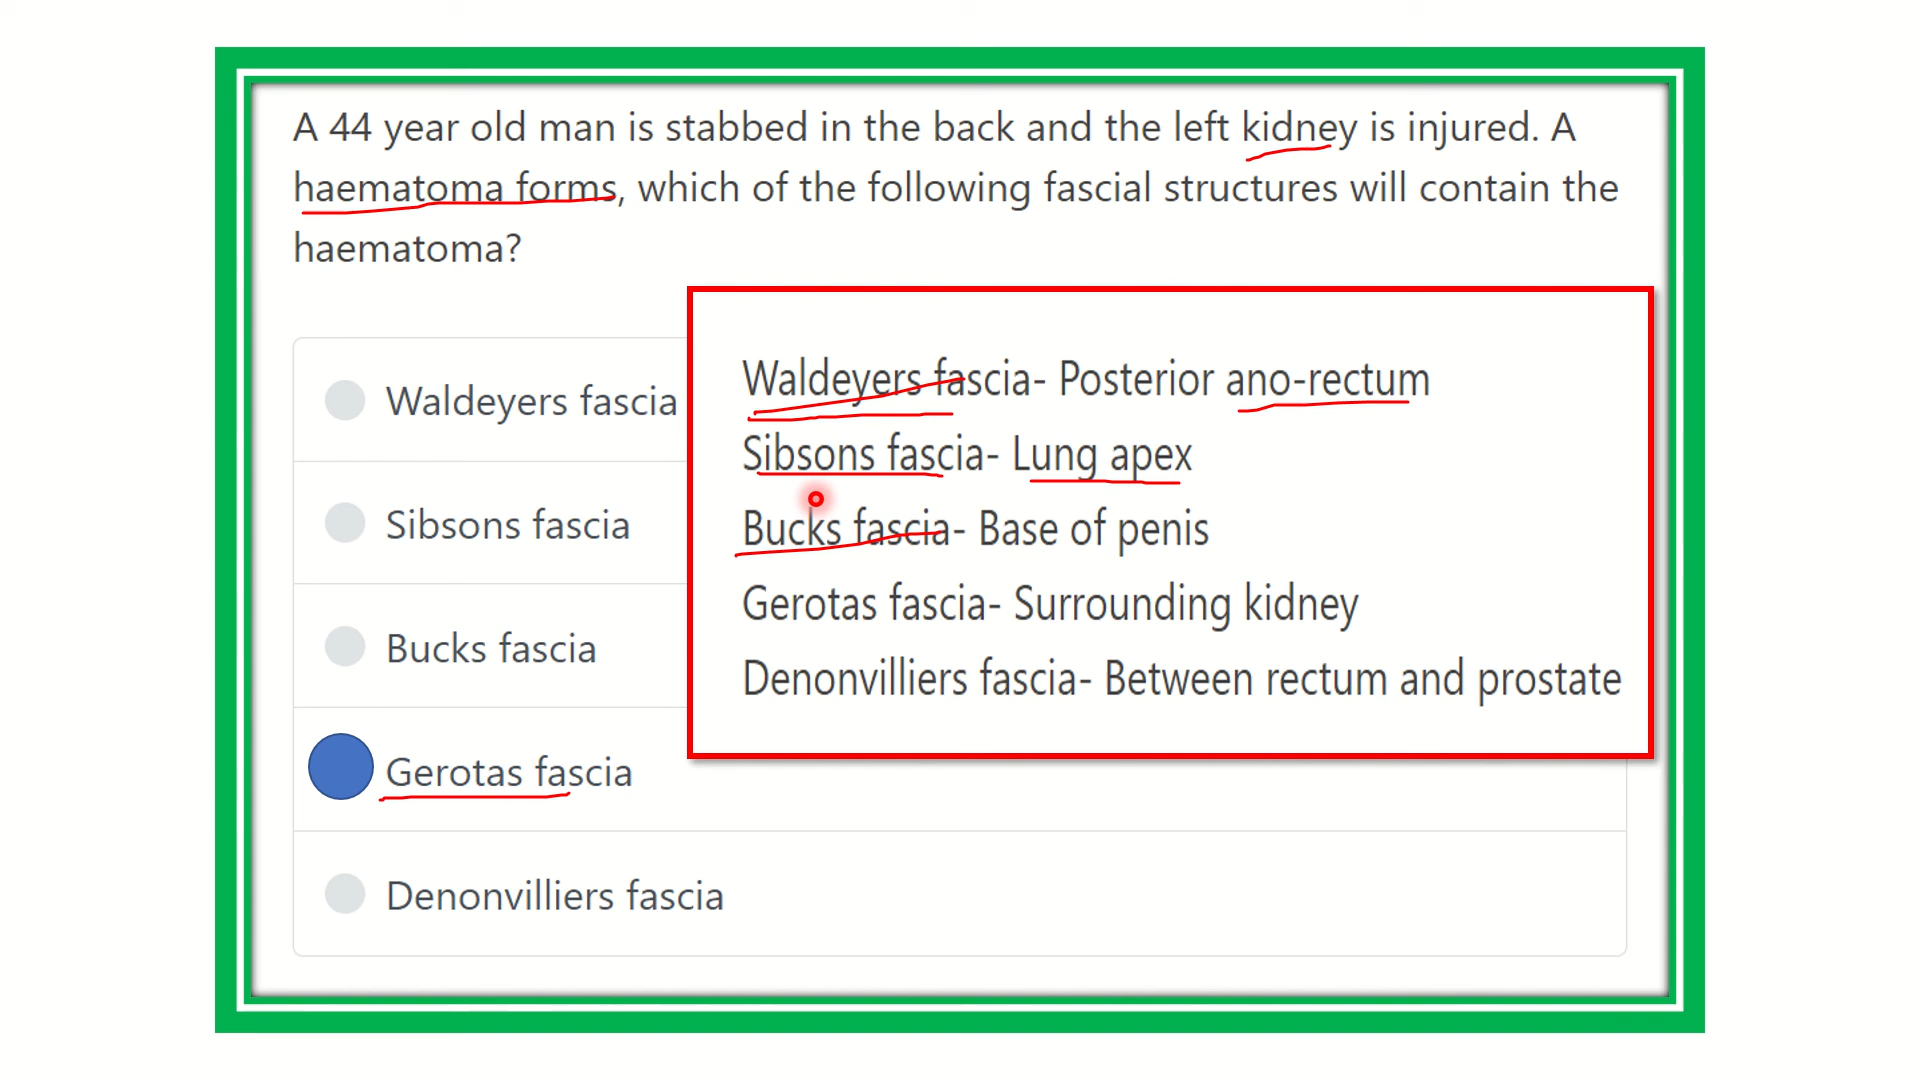 A 44 year old man is stabbed in the back and the left kidney is injured. A
haematoma forms, which of the following fascial structures will contain the
haematoma?
Waldeyers fascia
Sibsons fascia
Bucks fascia
Gerotas fascia
Denonvilliers fascia
Waldeyers fascia- Posterior ano-rectum
Sibsons fascia- Lung apex
Bucks fascia- Base of penis
Gerotas fascia- Surrounding kidney
Denonvilliers fascia- Between rectum and prostate